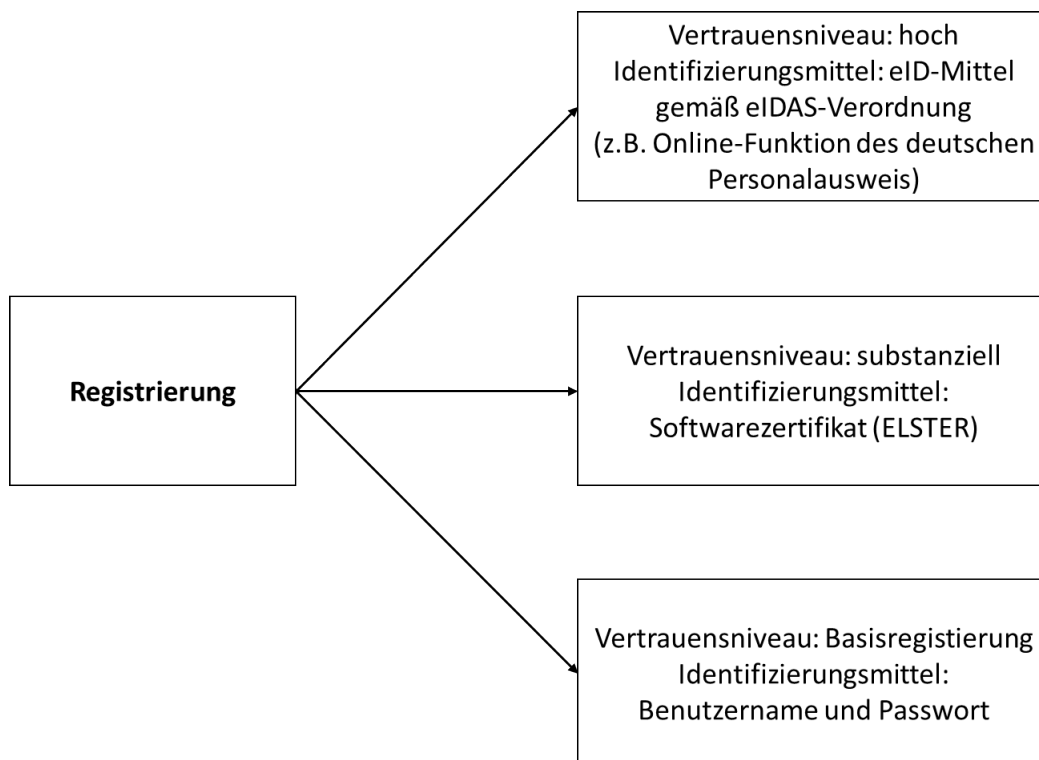 Vertrauensniveau: hoch
Identifizierungsmittel: eID-Mittel
gemäß eIDAS-Verordnung
(z.B. Online-Funktion des deutschen
Personalausweis)
Registrierung
Vertrauensniveau: substanziell
Identifizierungsmittel:
Softwarezertifikat (ELSTER)
Vertrauensniveau: Basisregistierung
Identifizierungsmittel:
Benutzername und Passwort